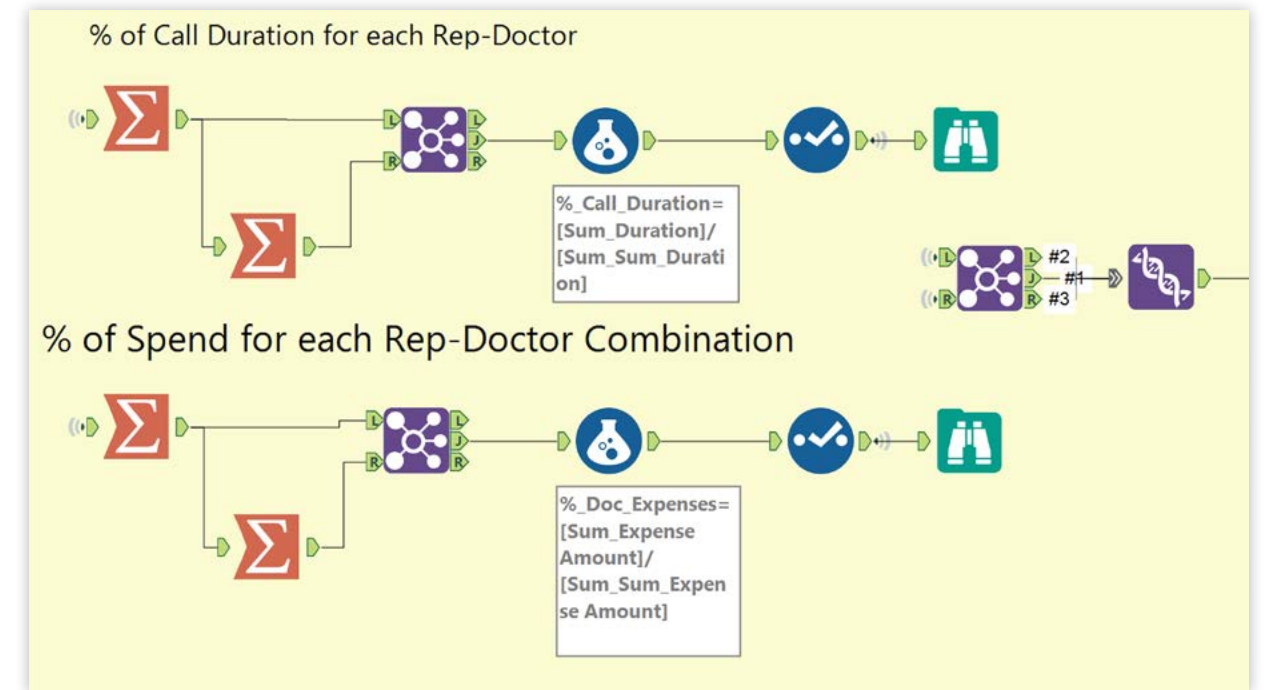 % of Call Duration for each Rep-Doctor
L
L
J
R
R
%_Call_Duration=
[Sum_Duration]/
[Sum_Sum_Durati
on]
L
L
#2
J
#1
R
R
#3
% of Spend for each Rep-Doctor Combination
L
L
J
R
R
%_Doc_Expenses=
[Sum_Expense
Amount]/
[Sum_Sum_Expen
se Amount]